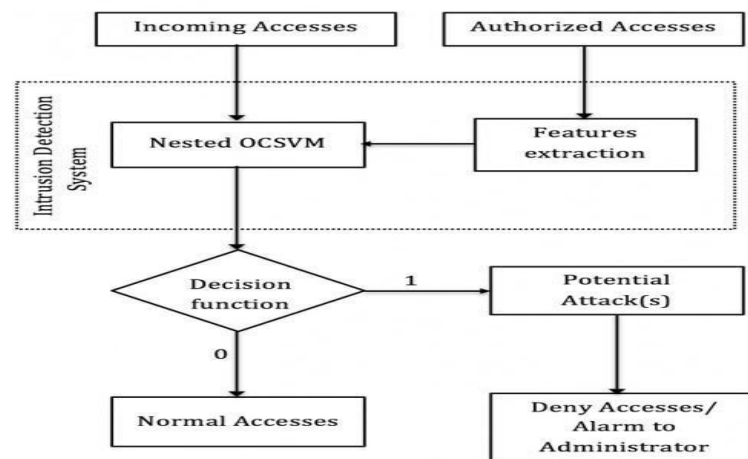 Incoming Accesses
Authorized Accesses
Intrusion Detection
System
Nested OCSVM
Features
extraction
Decision
function
1
Potential
Attack(s)
0
Normal Accesses
Deny Accesses/
Alarm to
Administrator